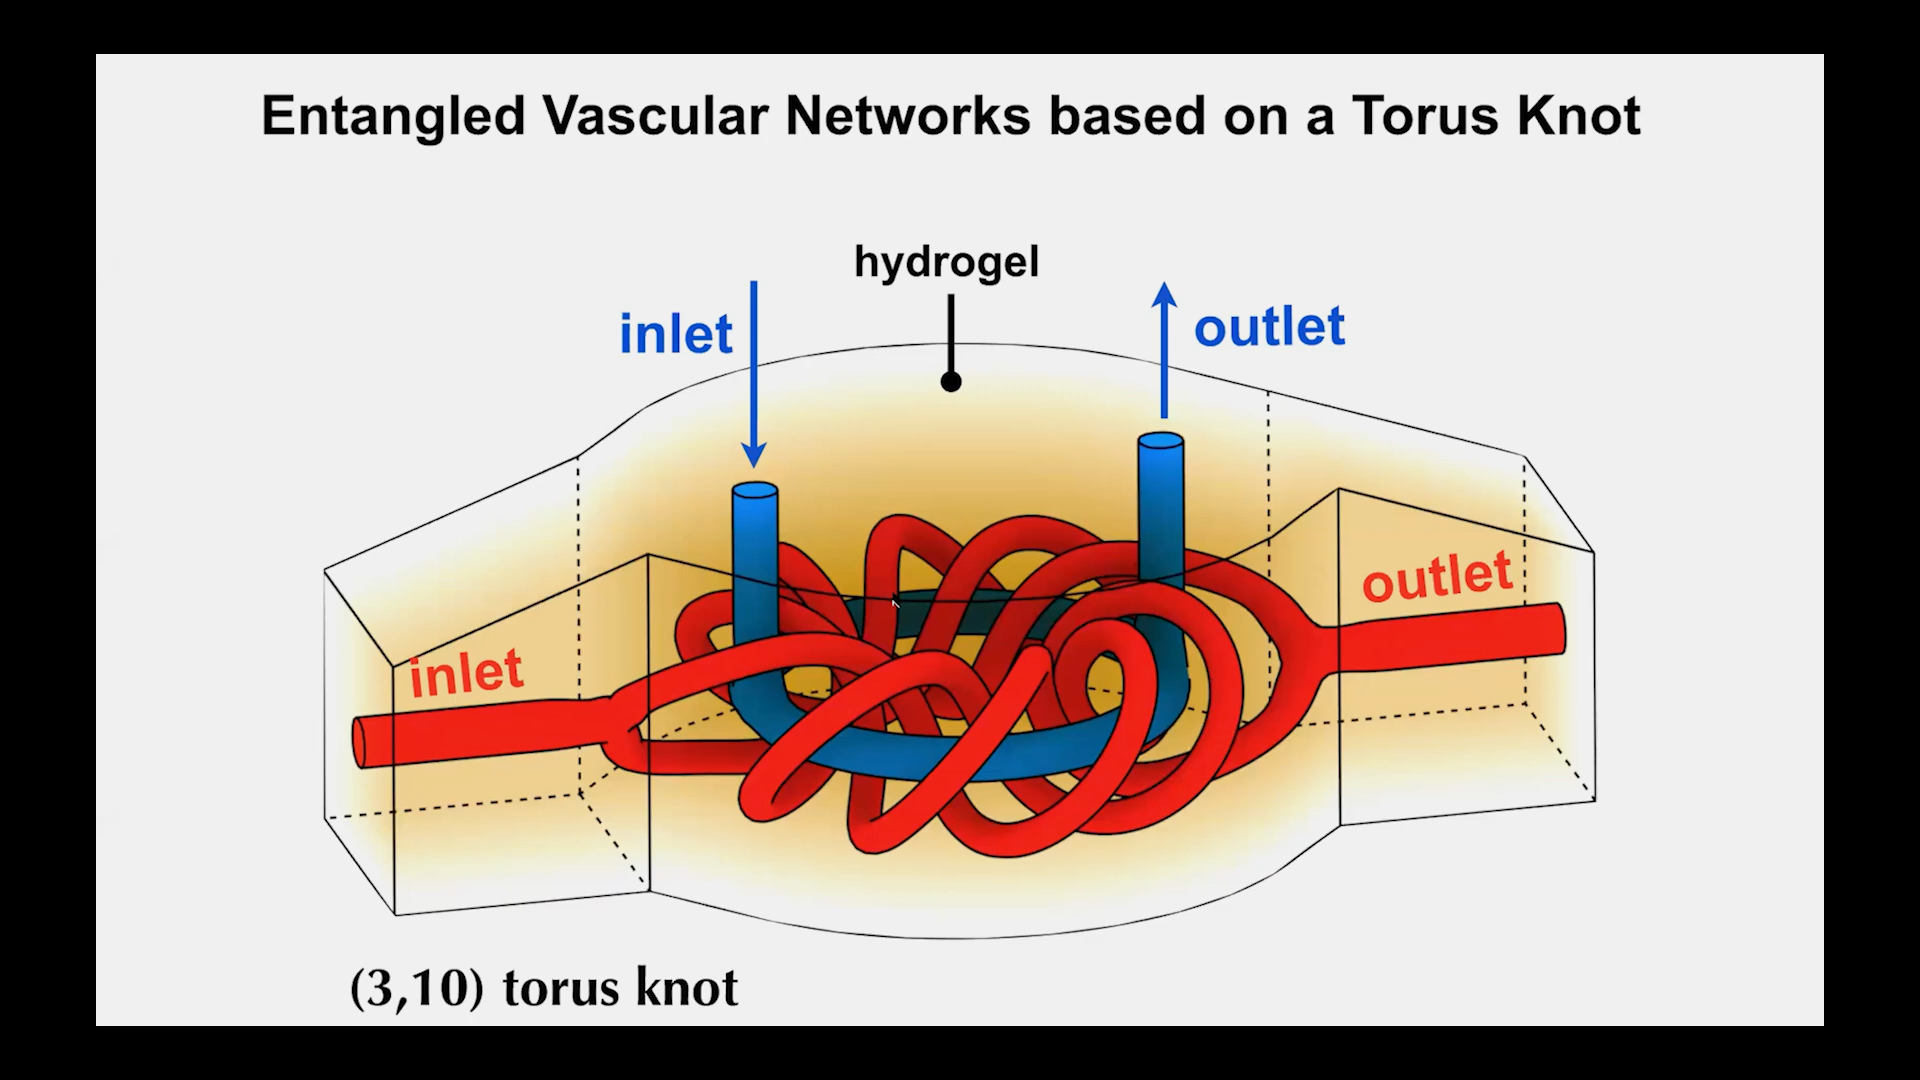 Entangled Vascular Networks based on a Torus Knot
hydrogel
inlet
outlet
outlet
inlet
(3,10) torus knot